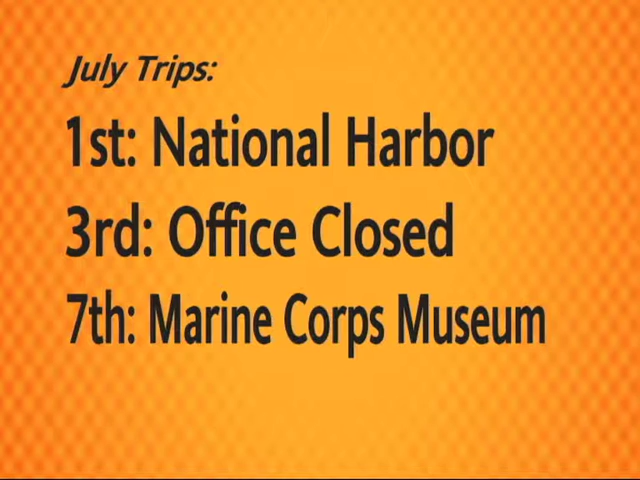 July Trips:
1st: National Harbor
3rd: Office Closed
7th: Marine Corps Museum